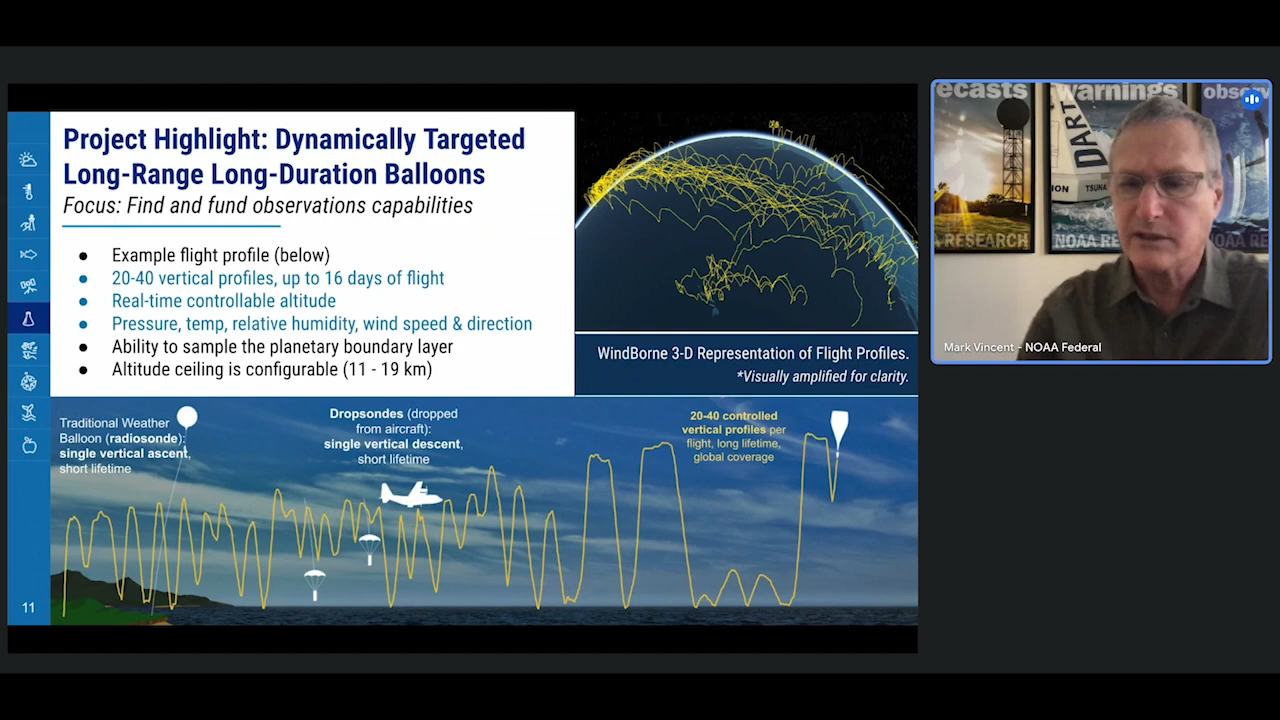 Project Highlight: Dynamically Targeted
Long-Range Long-Duration Balloons
Focus: Find and fund observations capabilities
● Example flight profile (below)
● 20-40 vertical profiles, up to 16 days of flight
● Real-time controllable altitude
● Pressure, temp, relative humidity, wind speed & direction
● Ability to sample the planetary boundary layer
● Altitude ceiling is configurable (11 - 19 km)
WindBorne 3-D Representation of Flight Profiles.
*Visually amplified for clarity.
Traditional Weather
Balloon (radiosonde):
single vertical ascent,
short lifetime
Dropsondes (dropped
from aircraft):
single vertical descent,
short lifetime
20-40 controlled
vertical profiles per
flight, long lifetime,
global coverage
11
ecasts
warnings
obser
DART
ION
TSUNA
RESEARCH
NOAA RE
Mark Vincent - NOAA Federal